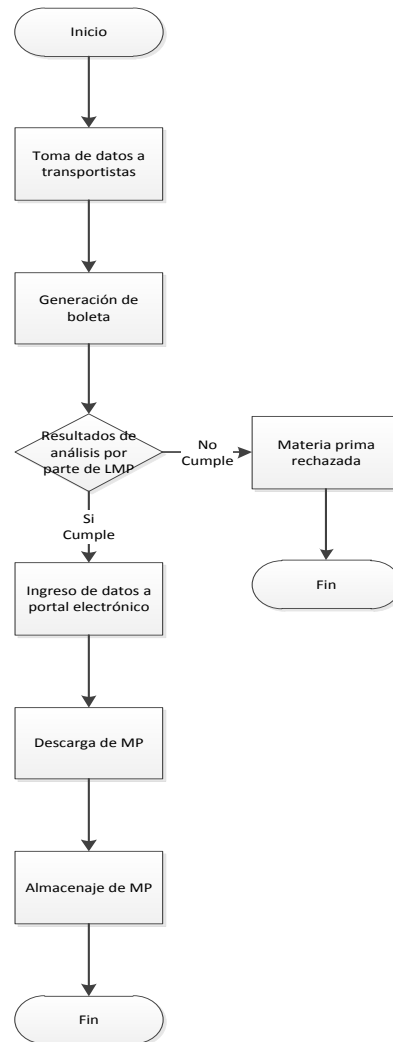 Inicio
Toma de datos a
transportistas
Generación de
boleta
Resultados de
análisis por
parte de LMP
No
Cumple
Materia prima
rechazada
Si
Cumple
Fin
Ingreso de datos a
portal electrónico
Descarga de MP
Almacenaje de MP
Fin